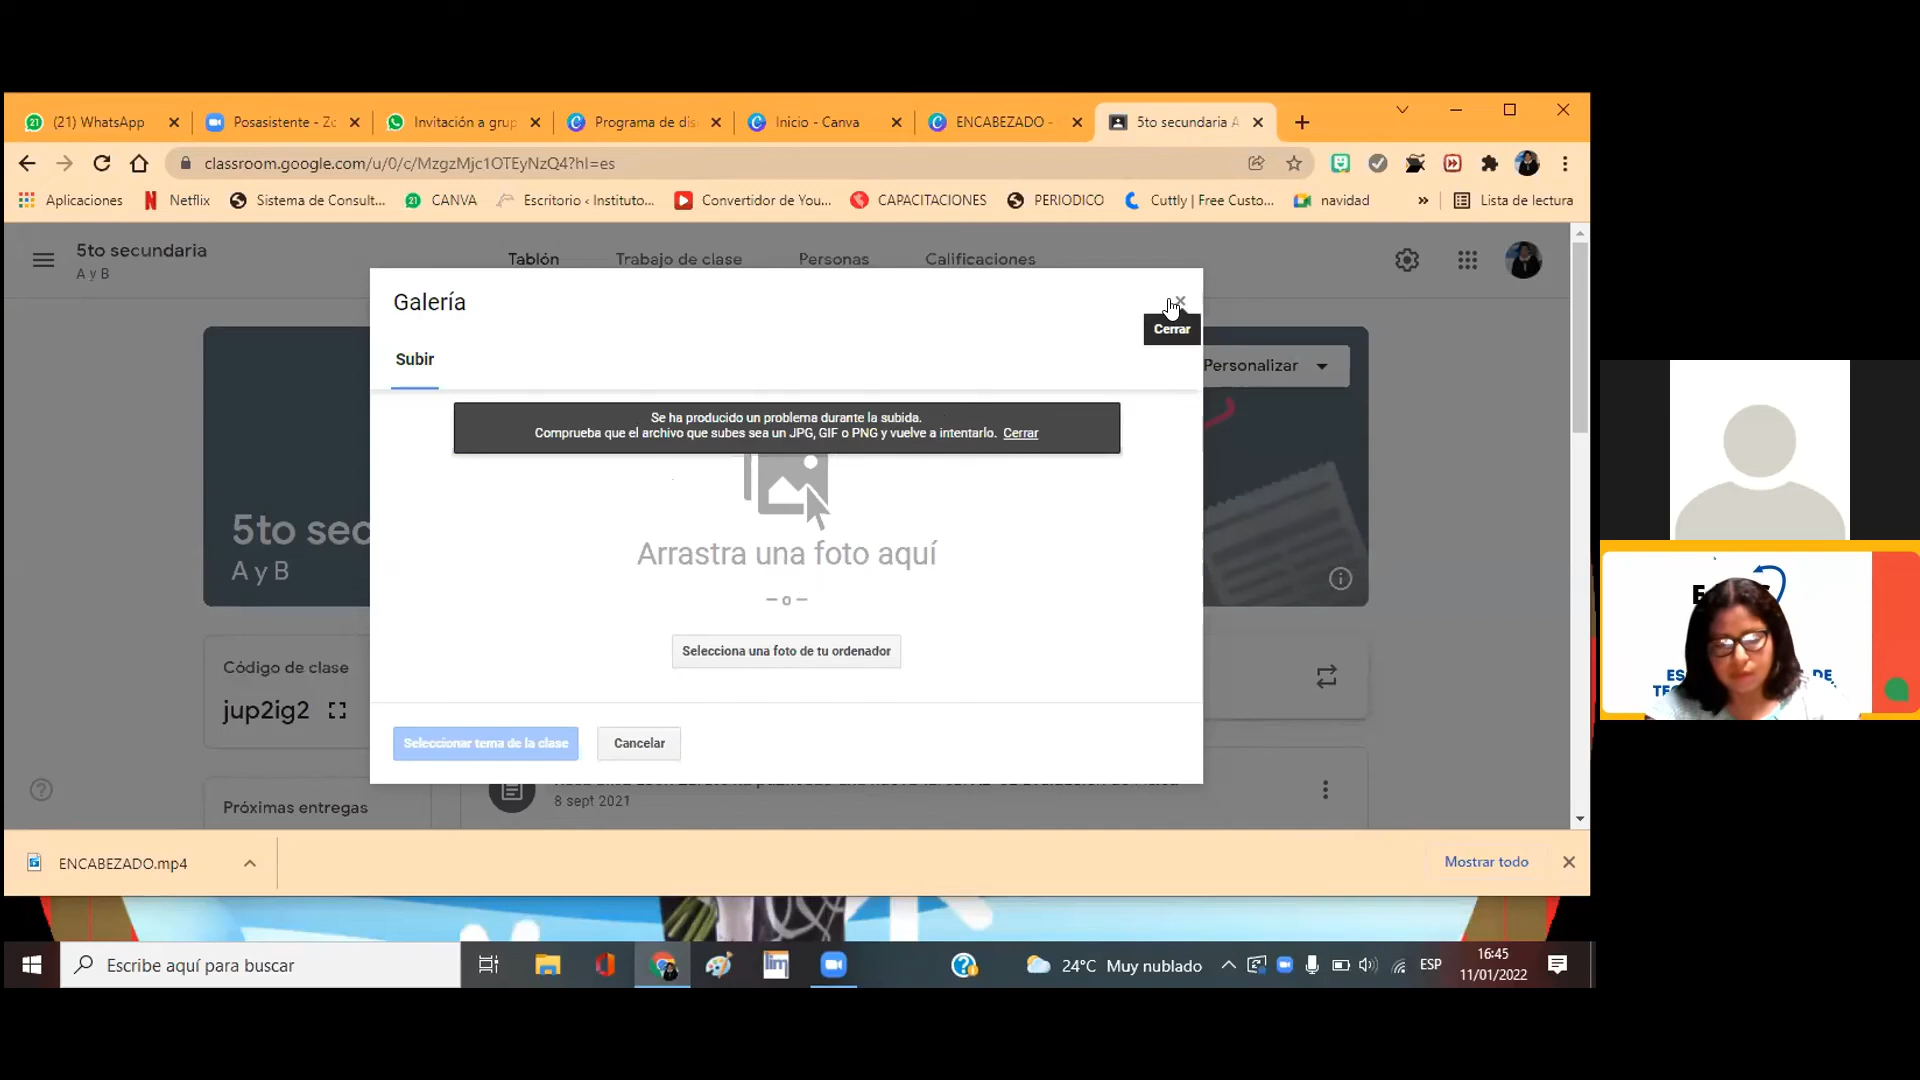 (21) WhatsApp
Posasistente - Zo
Invitación a grup
Programa de dis
Inicio - Canva
ENCABEZADO -
5to secundaria A
classroom.google.com/u/0/c/MzgzMjc1OTEyNzQ4?hl=es
Aplicaciones
Netflix
Sistema de Consult...
CANVA
Escritorio ‹ Instituto...
Convertidor de You...
CAPACITACIONES
PERIODICO
Cuttly | Free Custo...
navidad
»
Lista de lectura
5to secundaria
A y B
Tablón
Trabajo de clase
Personas
Calificaciones
Galería
Cerrar
Subir
Personalizar
Se ha producido un problema durante la subida.
Comprueba que el archivo que subes sea un JPG, GIF o PNG y vuelve a intentarlo. Cerrar
5to sec
A y B
Arrastra una foto aquí
— o —
Selecciona una foto de tu ordenador
Código de clase
jup2ig2
Seleccionar tema de la clase
Cancelar
8 sept 2021
Próximas entregas
ENCABEZADO.mp4
Mostrar todo
Escribe aquí para buscar
lim
24°C Muy nublado
ESP
16:45
11/01/2022